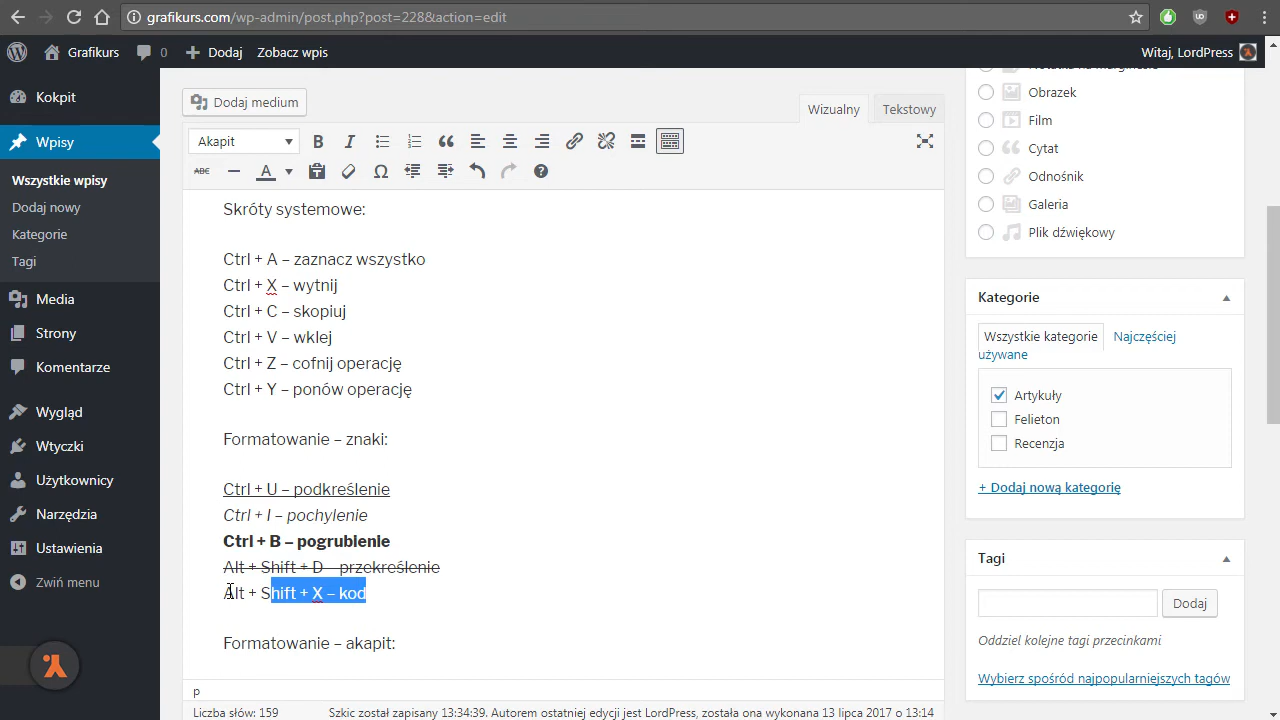 grafikurs.com/wp-admin/post.php?post=228&action=edit
Grafikurs
0
Dodaj
Zobacz wpis
Witaj, LordPress
Kokpit
Wpisy
Wszystkie wpisy
Dodaj nowy
Kategorie
Tagi
Media
Strony
Komentarze
Wygląd
Wtyczki
Użytkownicy
Narzędzia
Ustawienia
Zwiń menu
Dodaj medium
Wizualny
Tekstowy
Akapit
B
I
ABC
A
Skróty systemowe:
Ctrl + A – zaznacz wszystko
Ctrl + X – wytnij
Ctrl + C – skopiuj
Ctrl + V – wklej
Ctrl + Z – cofnij operację
Ctrl + Y – ponów operację
Formatowanie – znaki:
Ctrl + U – podkreślenie
Ctrl + I – pochylenie
Ctrl + B – pogrubienie
Alt + Shift + D – przekreślenie
Alt + Shift + X – kod
Formatowanie – akapit:
p
Liczba słów: 159
Szkic został zapisany 13:34:39. Autorem ostatniej edycji jest LordPress, została ona wykonana 13 lipca 2017 o 13:14
Notatka na marginesie
Obrazek
Film
Cytat
Odnośnik
Galeria
Plik dźwiękowy
Kategorie
Wszystkie kategorie
Najczęściej
używane
Artykuły
Felieton
Recenzja
+ Dodaj nową kategorię
Tagi
Dodaj
Oddziel kolejne tagi przecinkami
Wybierz spośród najpopularniejszych tagów